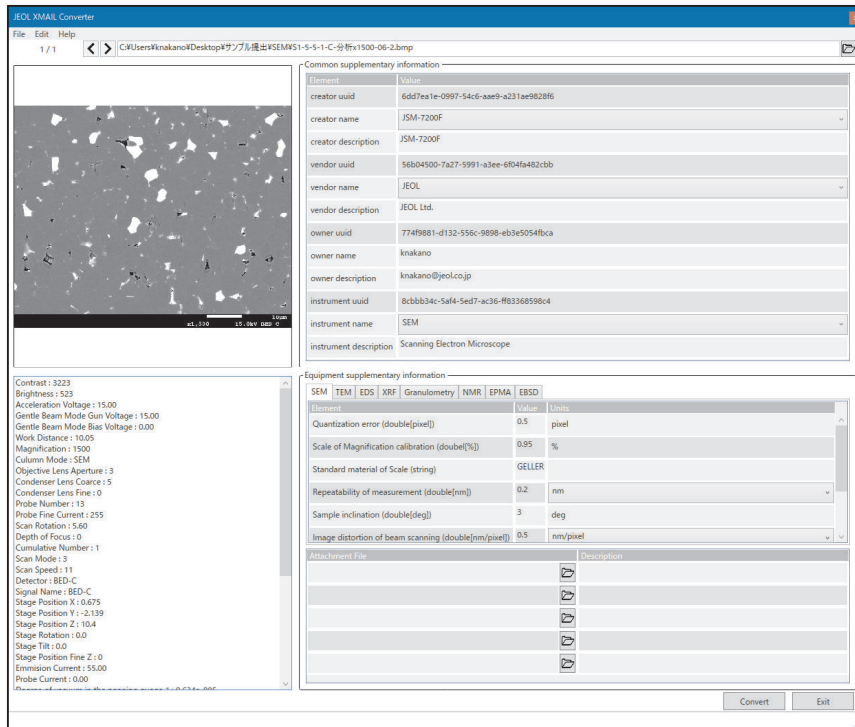 JEOL XMAIL Converter
File Edit Help
1 / 1
C:¥Users¥knakano¥Desktop¥サンプル提出¥SEM¥S1-5-5-1-C-分析x1500-06-2.bmp
10μm
x1,500 15.0kV BED C
Common supplementary information
Element Value
creator uuid 6dd7ea1e-0997-54c6-aae9-a231ae9828f6
creator name JSM-7200F
creator description JSM-7200F
vendor uuid 56b04500-7a27-5991-a3ee-6f04fa482cbb
vendor name JEOL
vendor description JEOL Ltd.
owner uuid 774f9881-d132-556c-9898-eb3e5054fbca
owner name knakano
owner description knakano@jeol.co.jp
instrument uuid 8cbbb34c-5af4-5ed7-ac36-ff83368598c4
instrument name SEM
instrument description Scanning Electron Microscope
Contrast : 3223
Brightness : 523
Acceleration Voltage : 15.00
Gentle Beam Mode Gun Voltage : 15.00
Gentle Beam Mode Bias Voltage : 0.00
Work Distance : 10.05
Magnification : 1500
Culumn Mode : SEM
Objective Lens Aperture : 3
Condenser Lens Coarce : 5
Condenser Lens Fine : 0
Probe Number : 13
Probe Fine Current : 255
Scan Rotation : 5.60
Depth of Focus : 0
Cumulative Number : 1
Scan Mode : 3
Scan Speed : 11
Detector : BED-C
Signal Name : BED-C
Stage Position X : 0.675
Stage Position Y : -2.139
Stage Position Z : 10.4
Stage Rotation : 0.0
Stage Tilt : 0.0
Stage Position Fine Z : 0
Emmision Current : 55.00
Probe Current : 0.00
Equipment supplementary information
SEM TEM EDS XRF Granulometry NMR EPMA EBSD
Element Value Units
Quantization error (double[pixel]) 0.5 pixel
Scale of Magnification calibration (doubel[%]) 0.95 %
Standard material of Scale (string) GELLER
Repeatability of measurement (double[nm]) 0.2 nm
Sample inclination (double[deg]) 3 deg
Image distortion of beam scanning (double[nm/pixel]) 0.5 nm/pixel
Attachment File Description
Convert Exit